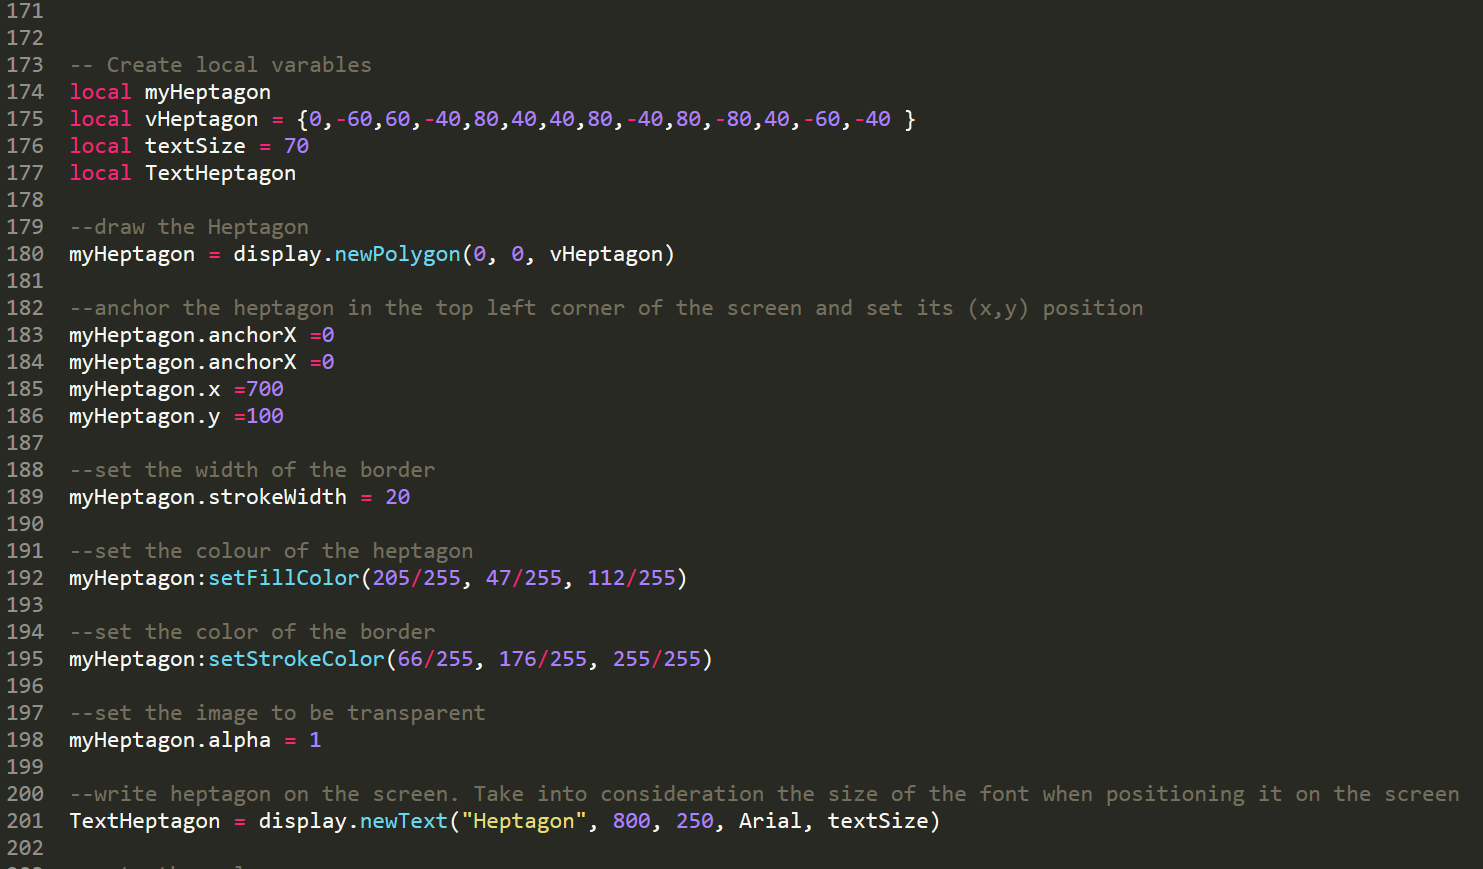 171
172
173 -- Create local varables
174 local myHeptagon
175 local vHeptagon = {0,-60,60,-40,80,40,40,80,-40,80,-80,40,-60,-40 }
176 local textSize = 70
177 local TextHeptagon
178
179 --draw the Heptagon
180 myHeptagon = display.newPolygon(0, 0, vHeptagon)
181
182 --anchor the heptagon in the top left corner of the screen and set its (x,y) position
183 myHeptagon.anchorX =0
184 myHeptagon.anchorX =0
185 myHeptagon.x =700
186 myHeptagon.y =100
187
188 --set the width of the border
189 myHeptagon.strokeWidth = 20
190
191 --set the colour of the heptagon
192 myHeptagon:setFillColor(205/255, 47/255, 112/255)
193
194 --set the color of the border
195 myHeptagon:setStrokeColor(66/255, 176/255, 255/255)
196
197 --set the image to be transparent
198 myHeptagon.alpha = 1
199
200 --write heptagon on the screen. Take into consideration the size of the font when positioning it on the screen
201 TextHeptagon = display.newText("Heptagon", 800, 250, Arial, textSize)
202